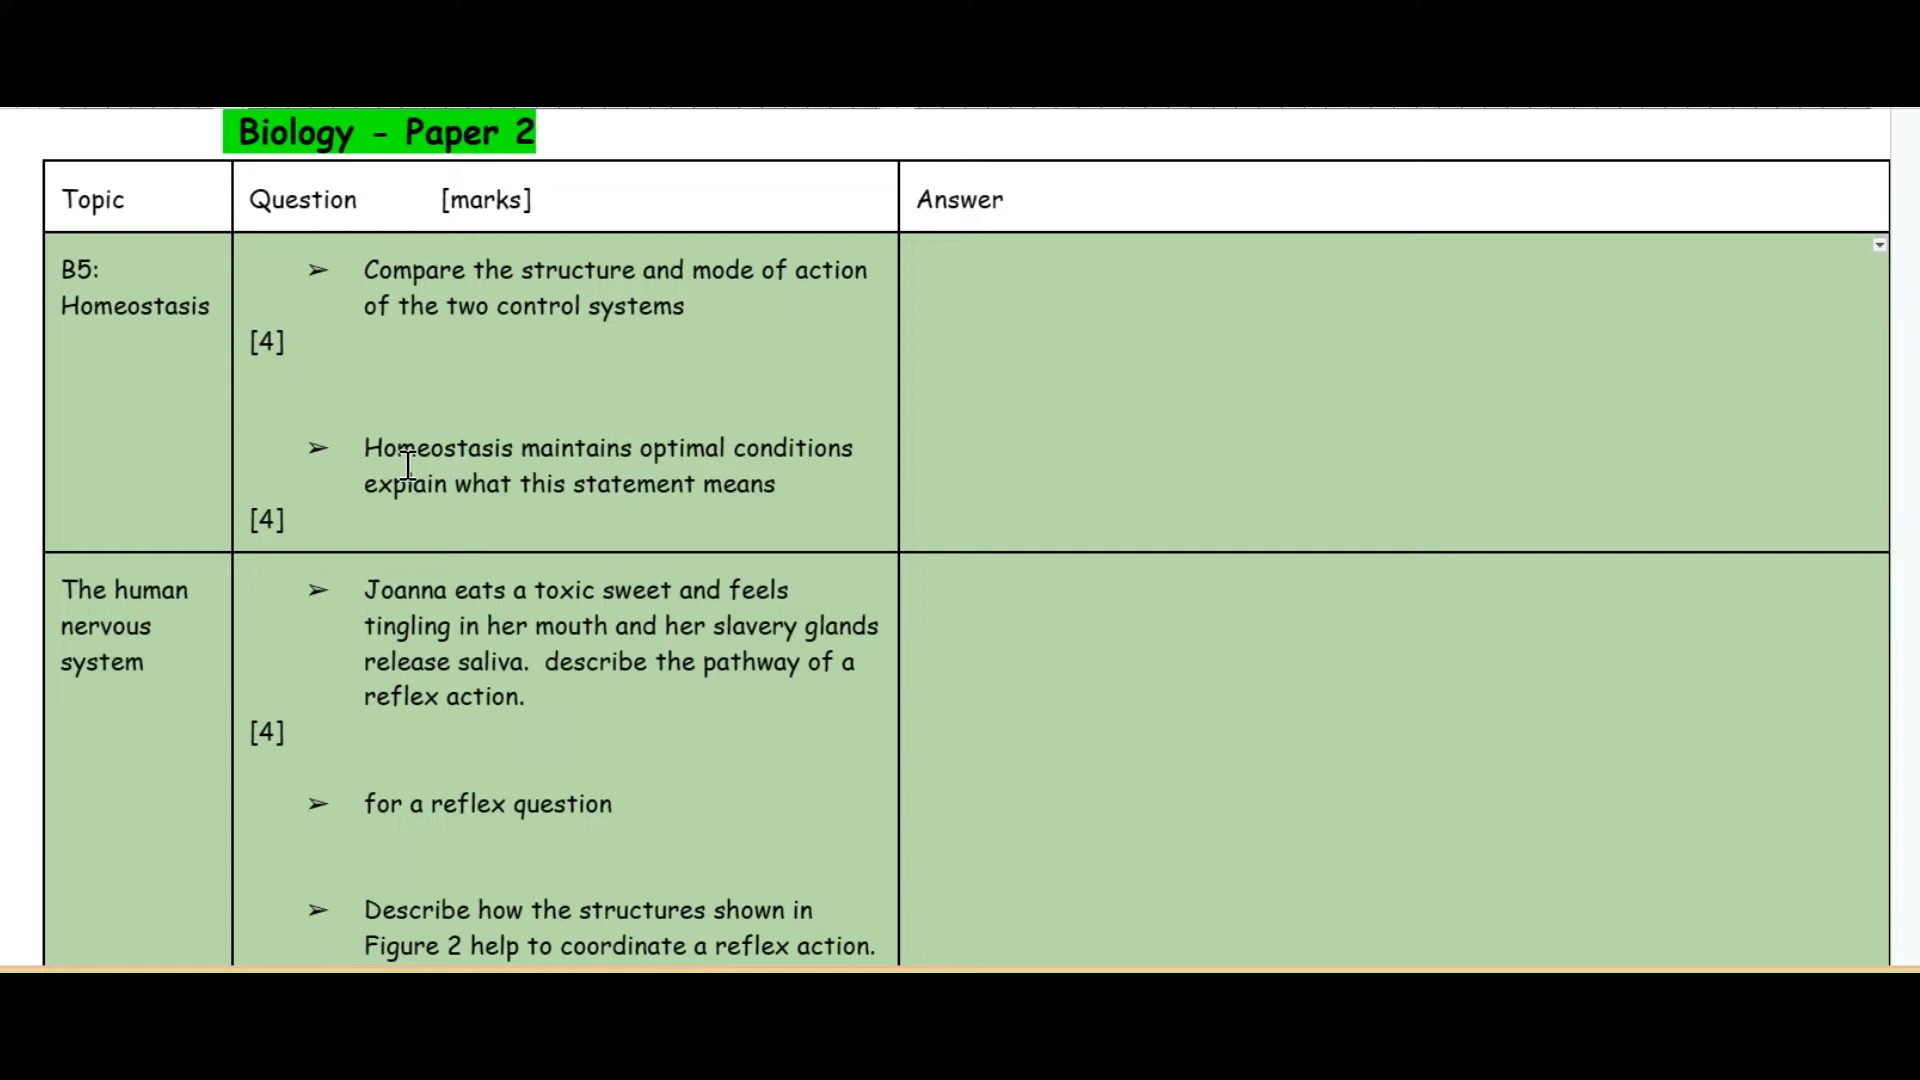 Biology - Paper 2
Topic
Question [marks]
Answer
B5:
Homeostasis
➢ Compare the structure and mode of action
of the two control systems
[4]
➢ Homeostasis maintains optimal conditions
explain what this statement means
[4]
The human
nervous
system
➢ Joanna eats a toxic sweet and feels
tingling in her mouth and her slavery glands
release saliva. describe the pathway of a
reflex action.
[4]
➢ for a reflex question
➢ Describe how the structures shown in
Figure 2 help to coordinate a reflex action.